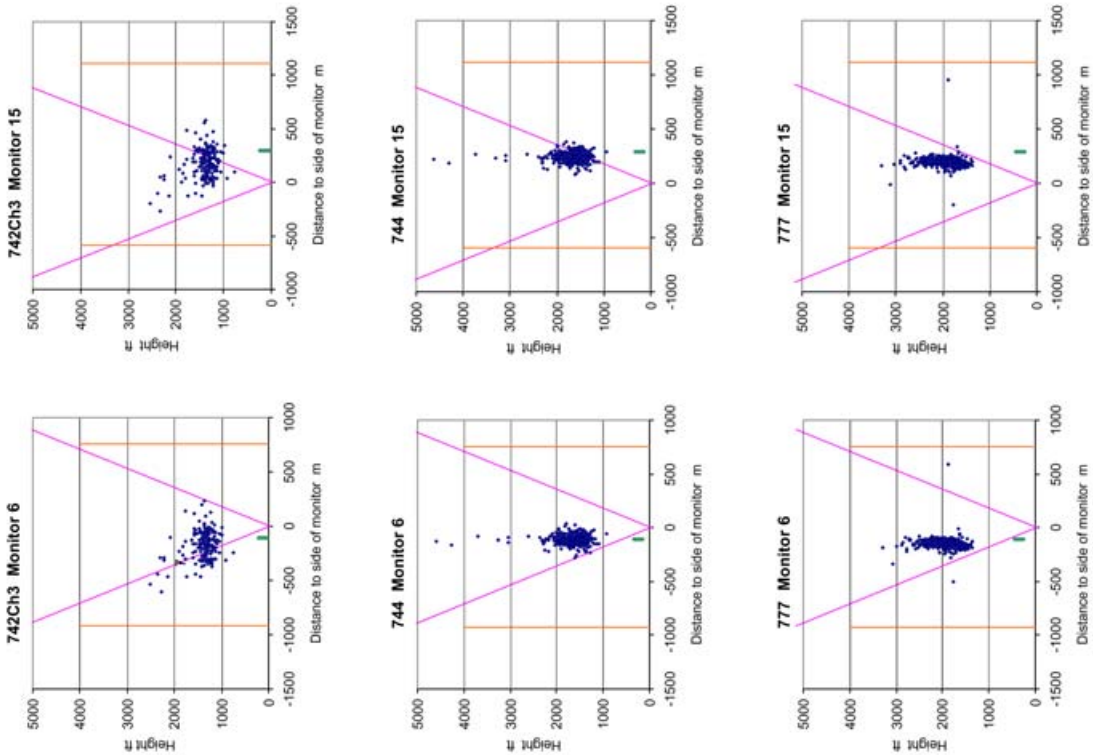 742Ch3 Monitor 15
Height ft
5000
4000
3000
2000
1000
0
-1000 -500 0 500 1000 1500
Distance to side of monitor m
744 Monitor 15
Height ft
5000
4000
3000
2000
1000
0
-1000 -500 0 500 1000 1500
Distance to side of monitor m
777 Monitor 15
Height ft
5000
4000
3000
2000
1000
0
-1000 -500 0 500 1000 1500
Distance to side of monitor m
742Ch3 Monitor 6
Height ft
5000
4000
3000
2000
1000
0
-1500 -1000 -500 0 500 1000
Distance to side of monitor m
744 Monitor 6
Height ft
5000
4000
3000
2000
1000
0
-1500 -1000 -500 0 500 1000
Distance to side of monitor m
777 Monitor 6
Height ft
5000
4000
3000
2000
1000
0
-1500 -1000 -500 0 500 1000
Distance to side of monitor m